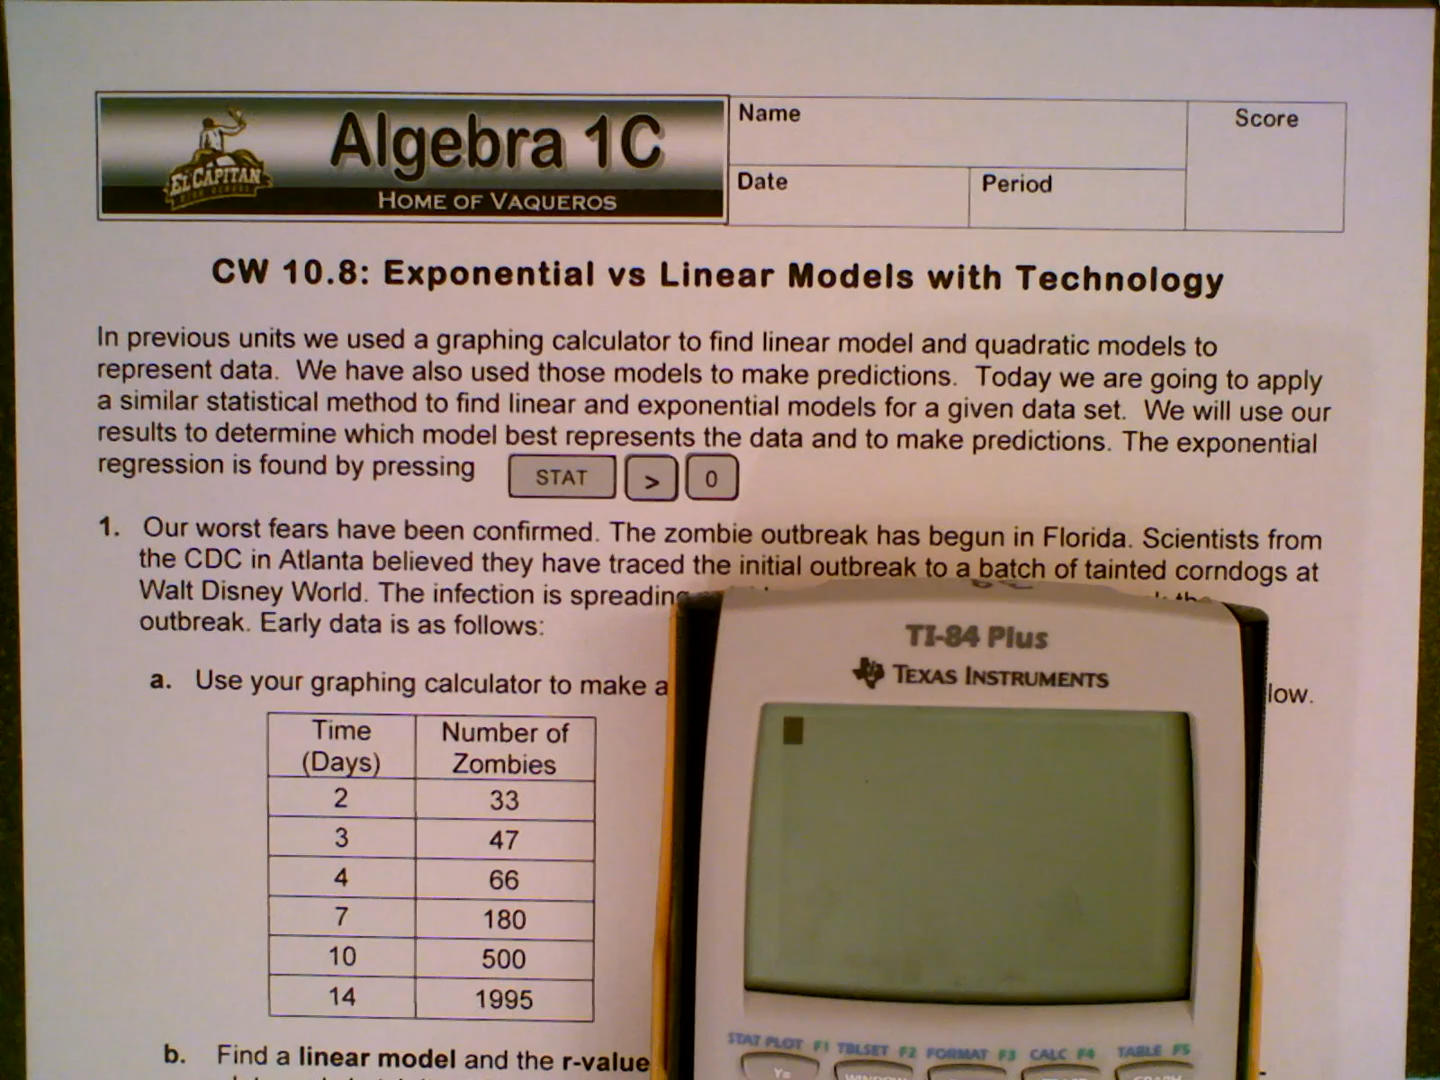 EL CAPITAN
Algebra 1C
HOME OF VAQUEROS
Name
Score
Date
Period
CW 10.8: Exponential vs Linear Models with Technology
In previous units we used a graphing calculator to find linear model and quadratic models to
represent data. We have also used those models to make predictions. Today we are going to apply
a similar statistical method to find linear and exponential models for a given data set. We will use our
results to determine which model best represents the data and to make predictions. The exponential
regression is found by pressing STAT > 0
1. Our worst fears have been confirmed. The zombie outbreak has begun in Florida. Scientists from
the CDC in Atlanta believed they have traced the initial outbreak to a batch of tainted corndogs at
Walt Disney World. The infection is spreading
outbreak. Early data is as follows:
a. Use your graphing calculator to make a low.
Time (Days) Number of Zombies
2 33
3 47
4 66
7 180
10 500
14 1995
b. Find a linear model and the r-value
TI-84 Plus
TEXAS INSTRUMENTS
STAT PLOT F1 TBLSET F2 FORMAT F3 CALC F4 TABLE F5
Y=